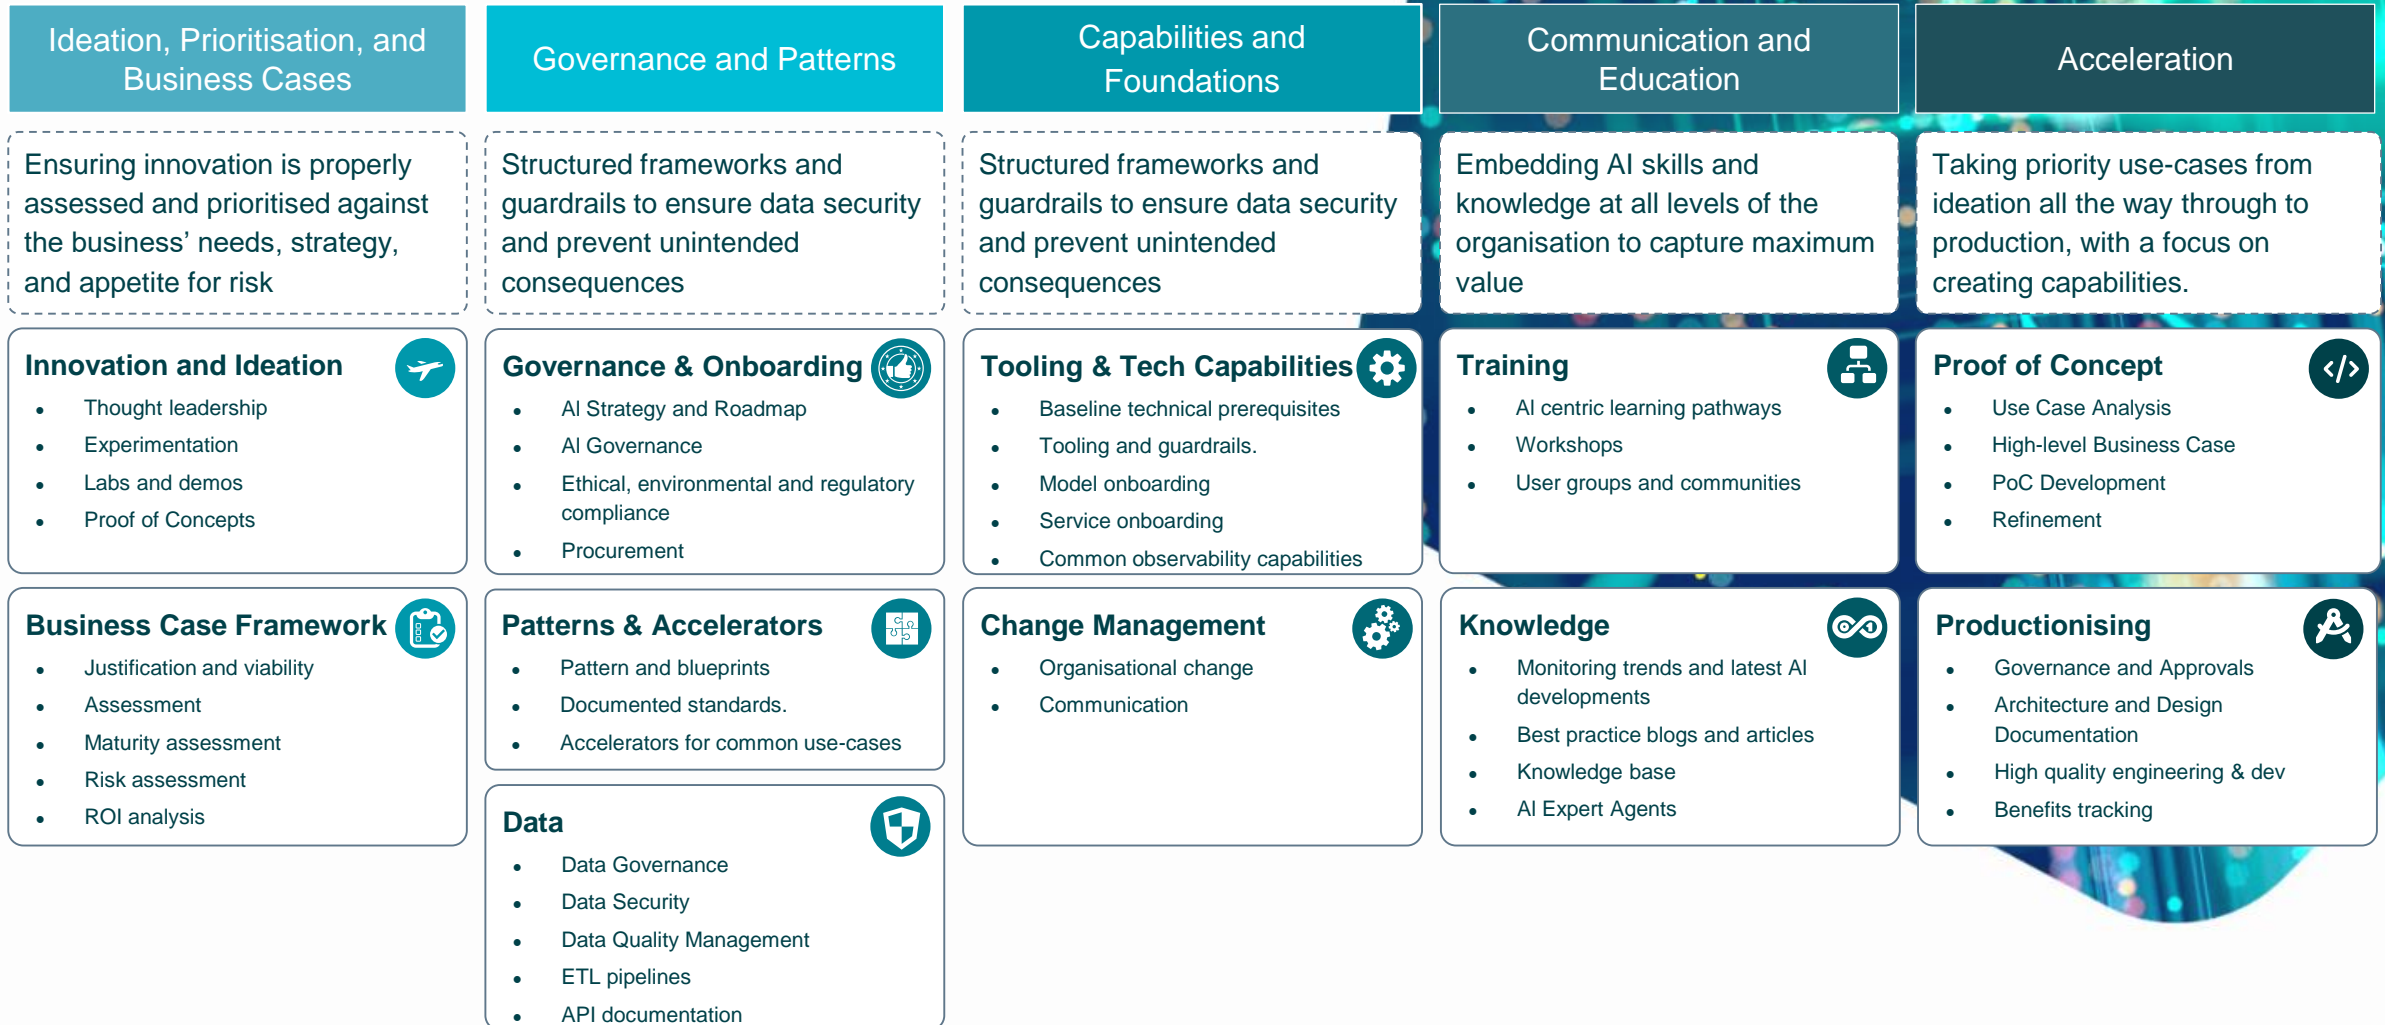 Ideation, Prioritisation, and
Business Cases
Ensuring innovation is properly
assessed and prioritised against
the business’ needs, strategy,
and appetite for risk
Innovation and Ideation
• Thought leadership
• Experimentation
• Labs and demos
• Proof of Concepts
Business Case Framework
• Justification and viability
• Assessment
• Maturity assessment
• Risk assessment
• ROI analysis
Governance and Patterns
Structured frameworks and
guardrails to ensure data security
and prevent unintended
consequences
Governance & Onboarding
• AI Strategy and Roadmap
• AI Governance
• Ethical, environmental and regulatory
compliance
• Procurement
Patterns & Accelerators
• Pattern and blueprints
• Documented standards.
• Accelerators for common use-cases
Data
• Data Governance
• Data Security
• Data Quality Management
• ETL pipelines
• API documentation
Capabilities and
Foundations
Structured frameworks and
guardrails to ensure data security
and prevent unintended
consequences
Tooling & Tech Capabilities
• Baseline technical prerequisites
• Tooling and guardrails.
• Model onboarding
• Service onboarding
• Common observability capabilities
Change Management
• Organisational change
• Communication
Communication and
Education
Embedding AI skills and
knowledge at all levels of the
organisation to capture maximum
value
Training
• AI centric learning pathways
• Workshops
• User groups and communities
Knowledge
• Monitoring trends and latest AI
developments
• Best practice blogs and articles
• Knowledge base
• AI Expert Agents
Acceleration
Taking priority use-cases from
ideation all the way through to
production, with a focus on
creating capabilities.
Proof of Concept
• Use Case Analysis
• High-level Business Case
• PoC Development
• Refinement
Productionising
• Governance and Approvals
• Architecture and Design
Documentation
• High quality engineering & dev
• Benefits tracking